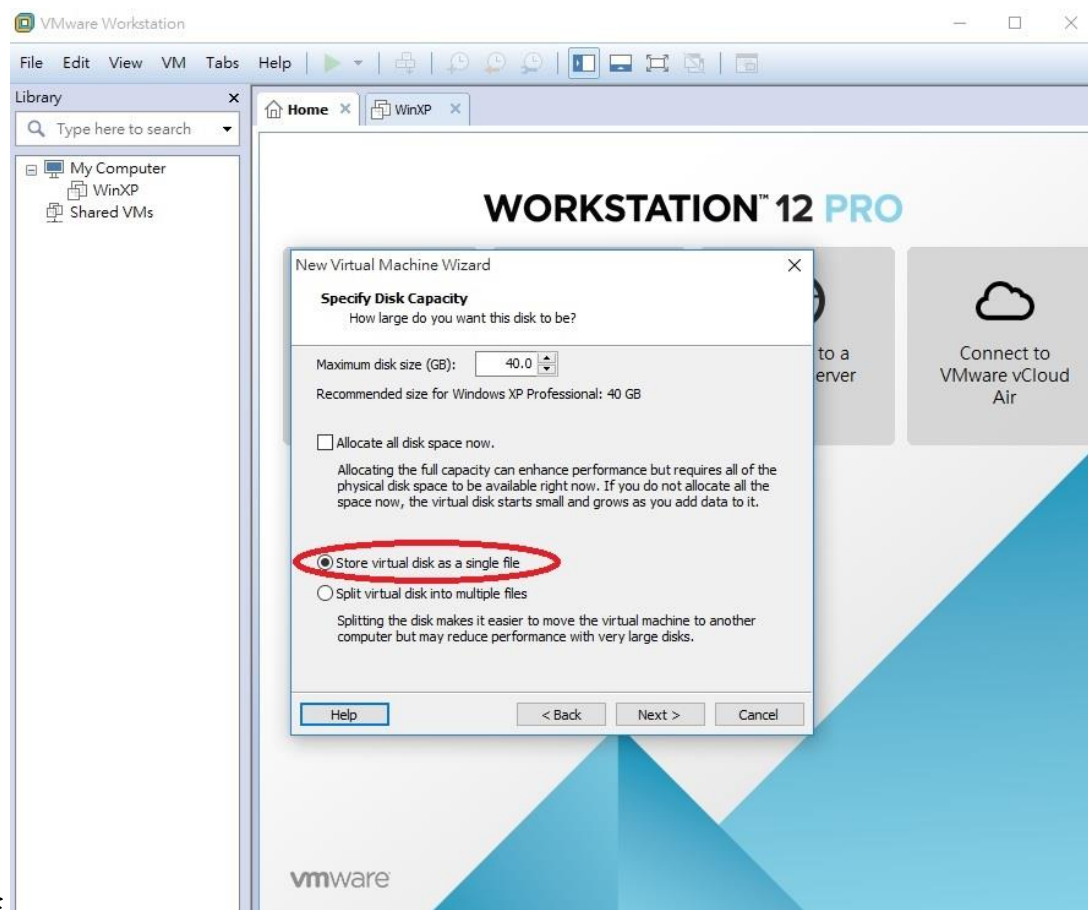 VMware Workstation
File Edit View VM Tabs Help
Library
Type here to search
My Computer
WinXP
Shared VMs
Home
WinXP
WORKSTATION™ 12 PRO
to a
erver
Connect to
VMware vCloud
Air
New Virtual Machine Wizard
Specify Disk Capacity
How large do you want this disk to be?
Maximum disk size (GB): 40.0
Recommended size for Windows XP Professional: 40 GB
Allocate all disk space now.
Allocating the full capacity can enhance performance but requires all of the
physical disk space to be available right now. If you do not allocate all the
space now, the virtual disk starts small and grows as you add data to it.
Store virtual disk as a single file
Split virtual disk into multiple files
Splitting the disk makes it easier to move the virtual machine to another
computer but may reduce performance with very large disks.
Help < Back Next > Cancel
vmware